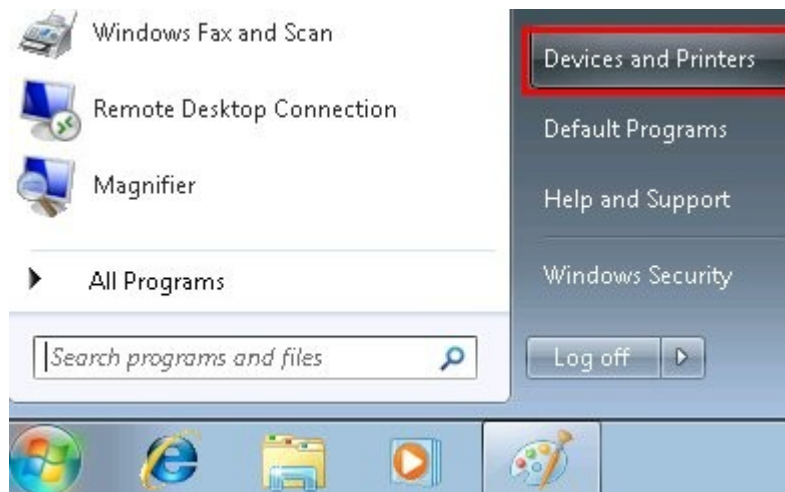 Windows Fax and Scan
Remote Desktop Connection
Magnifier
All Programs
Search programs and files
Devices and Printers
Default Programs
Help and Support
Windows Security
Log off